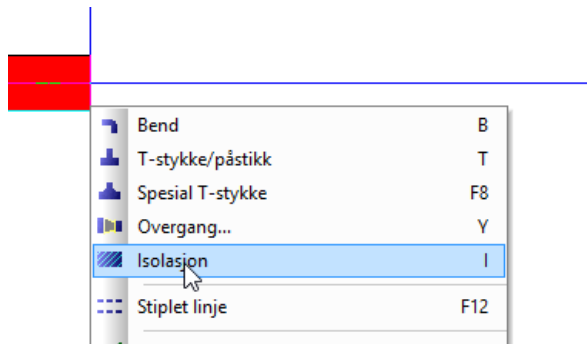 Bend B
T-stykke/påstikk T
Spesial T-stykke F8
Overgang... Y
Isolasjon I
Stiplet linje F12